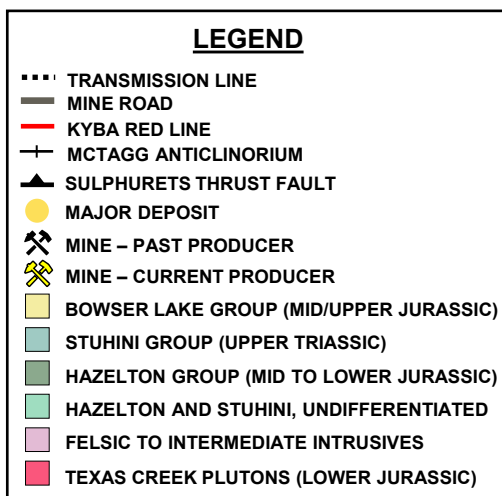 LEGEND
TRANSMISSION LINE
MINE ROAD
KYBA RED LINE
MCTAGG ANTICLINORIUM
SULPHURETS THRUST FAULT
MAJOR DEPOSIT
MINE – PAST PRODUCER
MINE – CURRENT PRODUCER
BOWSER LAKE GROUP (MID/UPPER JURASSIC)
STUHINI GROUP (UPPER TRIASSIC)
HAZELTON GROUP (MID TO LOWER JURASSIC)
HAZELTON AND STUHINI, UNDIFFERENTIATED
FELSIC TO INTERMEDIATE INTRUSIVES
TEXAS CREEK PLUTONS (LOWER JURASSIC)